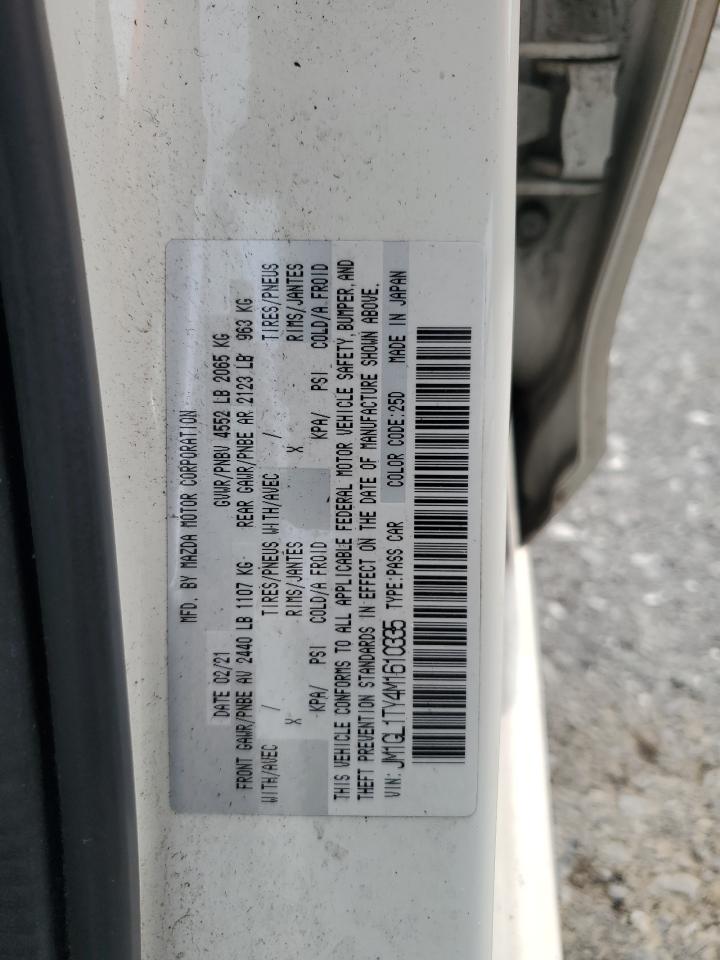 MFD. BY MAZDA MOTOR CORPORATION
DATE 02/21 GVWR/PNBV 4552 LB 2065 KG
FRONT GAWR/PNBE AV 2440 LB 1107 KG REAR GAWR/PNBE AR 2123 LB 963 KG
WITH/AVEC / TIRES/PNEUS WITH/AVEC / TIRES/PNEUS
X RIMS/JANTES X RIMS/JANTES
KPA/ PSI COLD/A FROID KPA/ PSI COLD/A FROID
THIS VEHICLE CONFORMS TO ALL APPLICABLE FEDERAL MOTOR VEHICLE SAFETY, BUMPER, AND
THEFT PREVENTION STANDARDS IN EFFECT ON THE DATE OF MANUFACTURE SHOWN ABOVE.
VIN: JM1GL1TY4M1610335 TYPE:PASS CAR COLOR CODE:25D MADE IN JAPAN